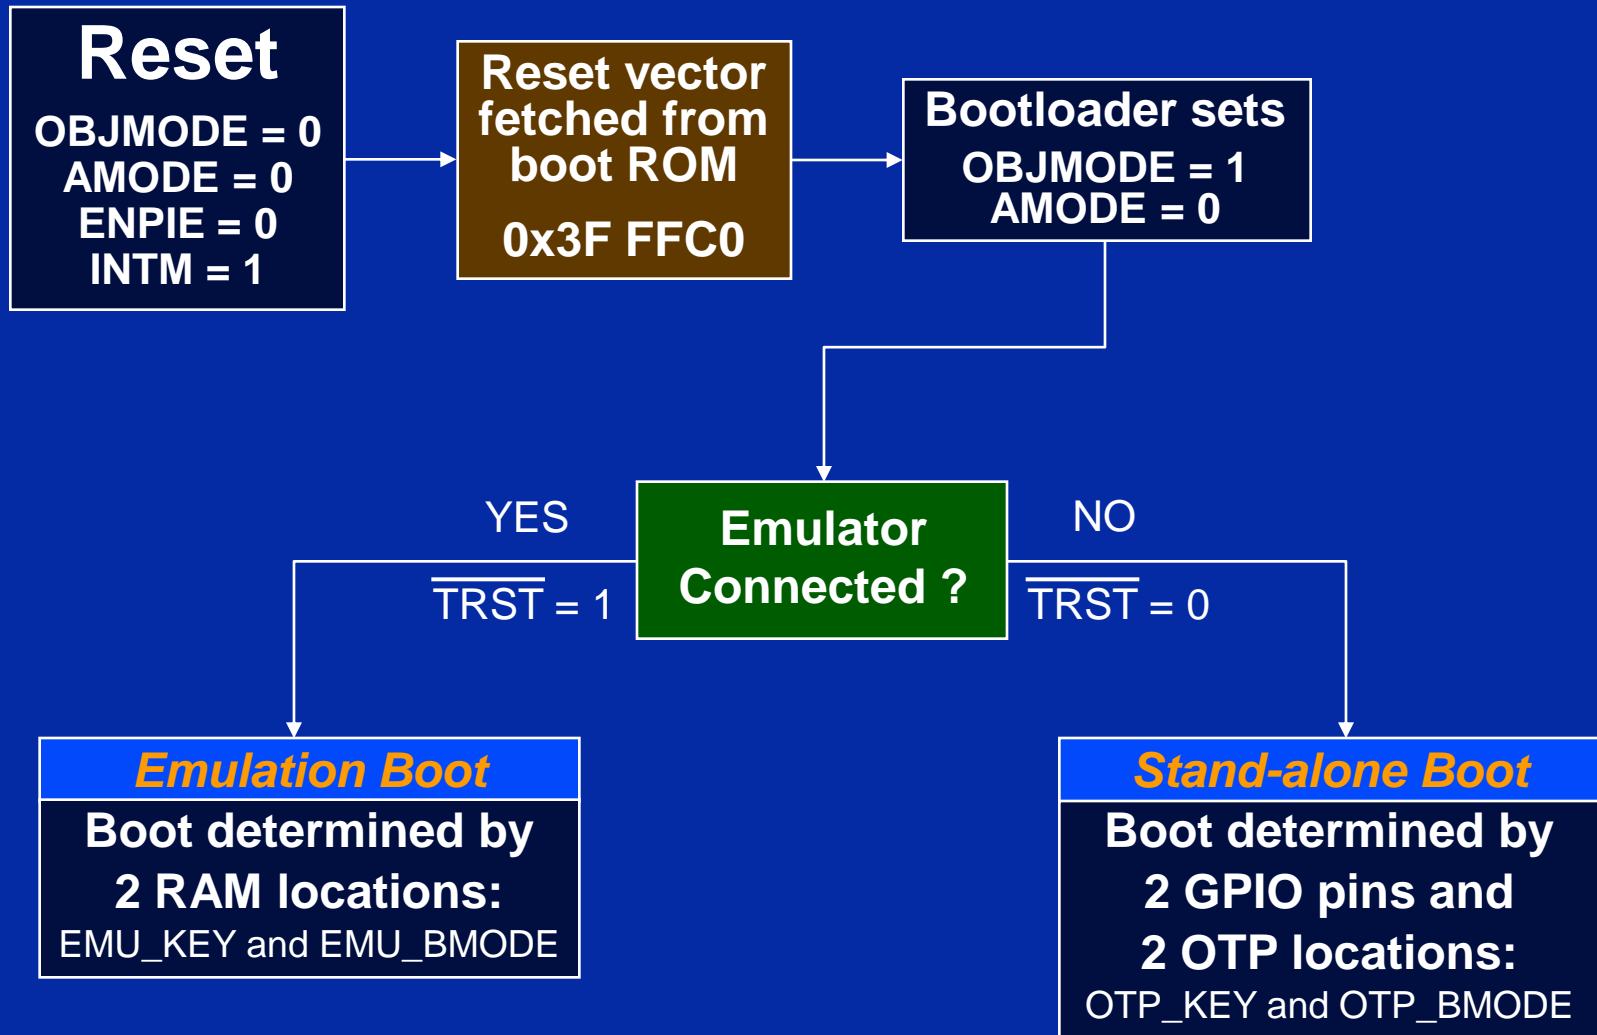 Reset
OBJMODE = 0
AMODE = 0
ENPIE = 0
INTM = 1
Reset vector
fetched from
boot ROM
0x3F FFC0
Bootloader sets
OBJMODE = 1
AMODE = 0
Emulator
Connected ?
YES
TRST = 1
NO
TRST = 0
Emulation Boot
Boot determined by
2 RAM locations:
EMU_KEY and EMU_BMODE
Stand-alone Boot
Boot determined by
2 GPIO pins and
2 OTP locations:
OTP_KEY and OTP_BMODE